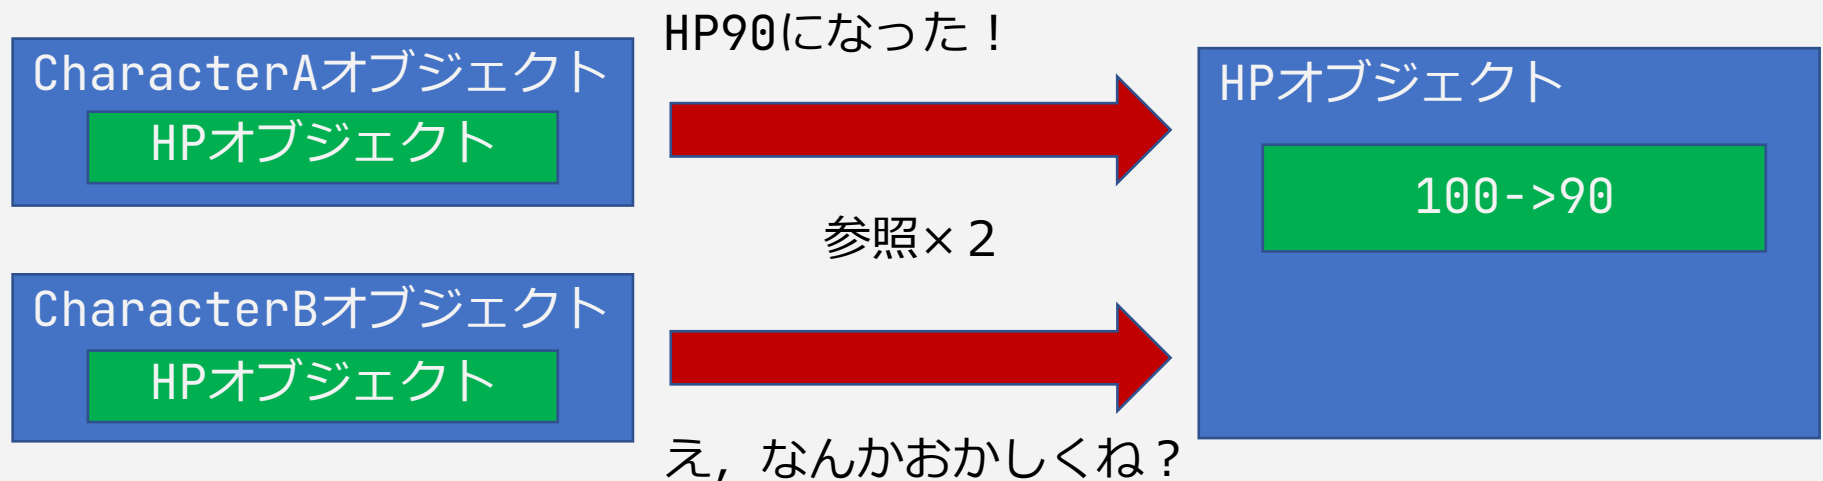 HP90になった！
CharacterAオブジェクト
HPオブジェクト
HPオブジェクト
100->90
参照×２
CharacterBオブジェクト
HPオブジェクト
え，なんかおかしくね？